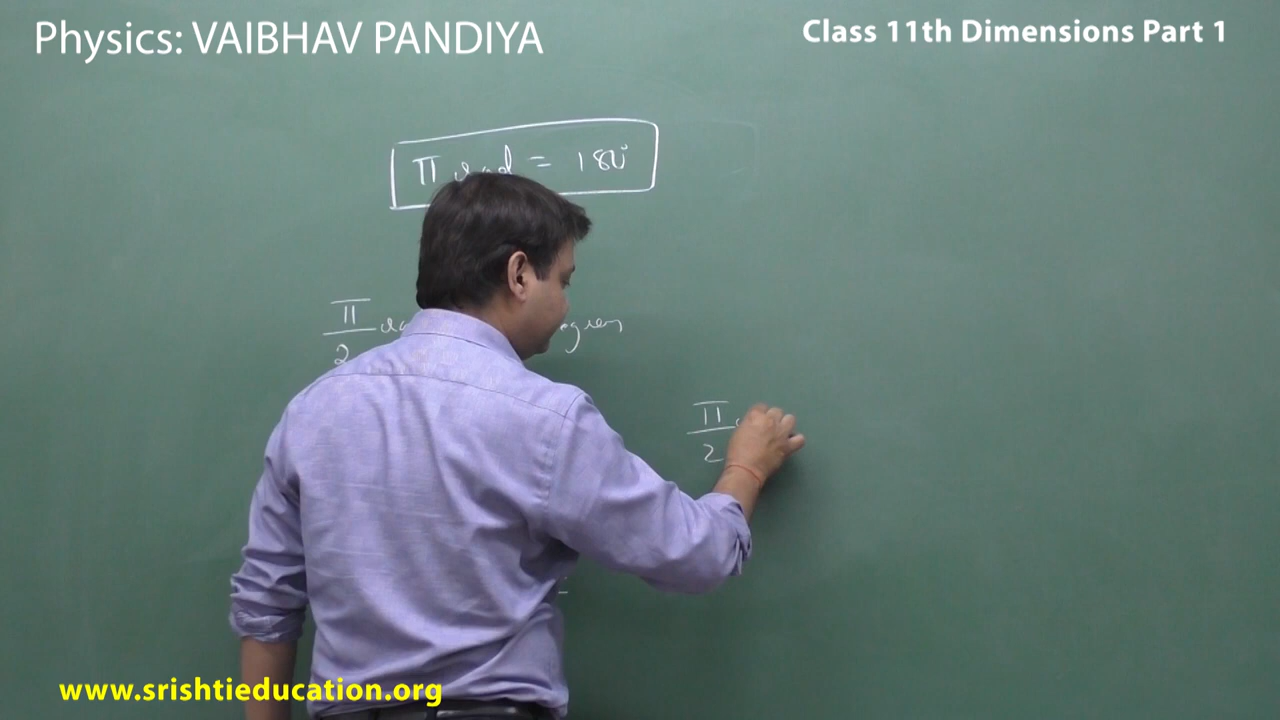 Physics: VAIBHAV PANDIYA
Class 11th Dimensions Part 1
π rad = 180°
π
2
π
2
www.srishtieducation.org